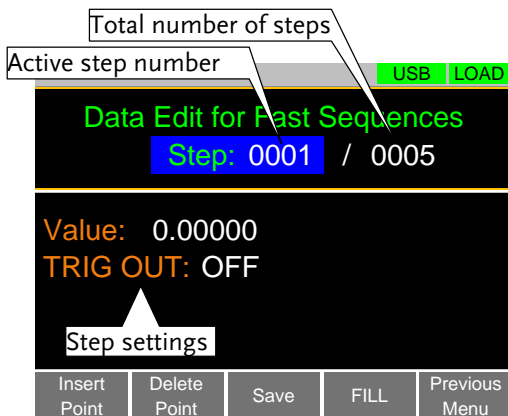 Total number of steps
Active step number
USB LOAD
Data Edit for Fast Sequences
Step: 0001 / 0005
Value: 0.00000
TRIG OUT: OFF
Step settings
Insert Point
Delete Point
Save
FILL
Previous Menu